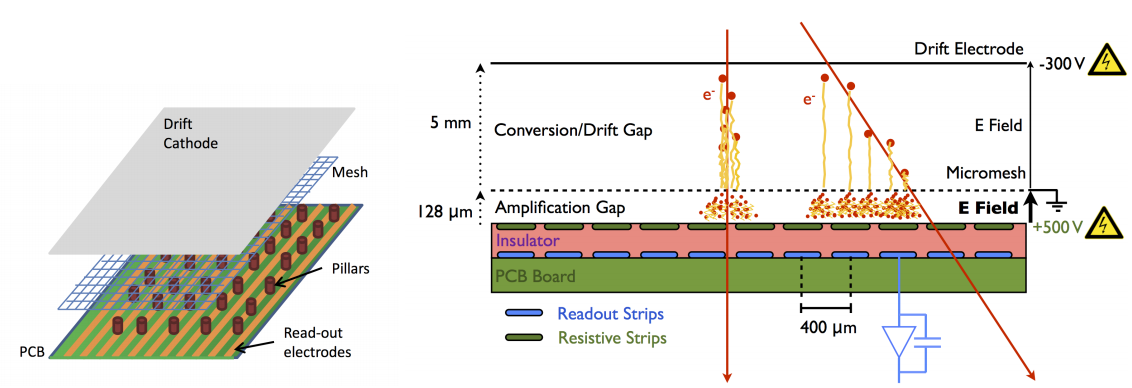 Drift
Cathode
Mesh
Pillars
Read-out
electrodes
PCB
Drift Electrode
-300 V
e-
e-
5 mm
Conversion/Drift Gap
E Field
Micromesh
128 μm
Amplification Gap
E Field
+500 V
Insulator
PCB Board
Readout Strips
Resistive Strips
400 μm